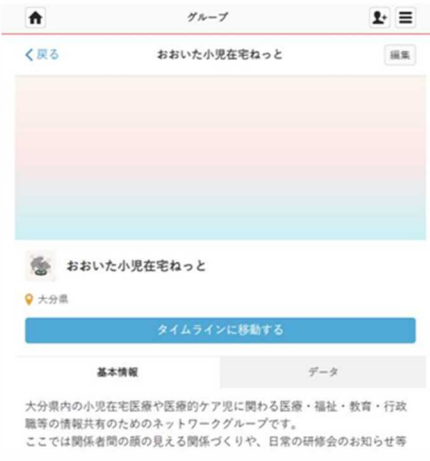 グループ
戻る
おおいた小児在宅ねっと
編集
おおいた小児在宅ねっと
大分県
タイムラインに移動する
基本情報
データ
大分県内の小児在宅医療や医療的ケア児に関わる医療・福祉・教育・行政
職等の情報共有のためのネットワークグループです。
ここでは関係者間の顔の見える関係づくりや、日常の研修会のお知らせ等